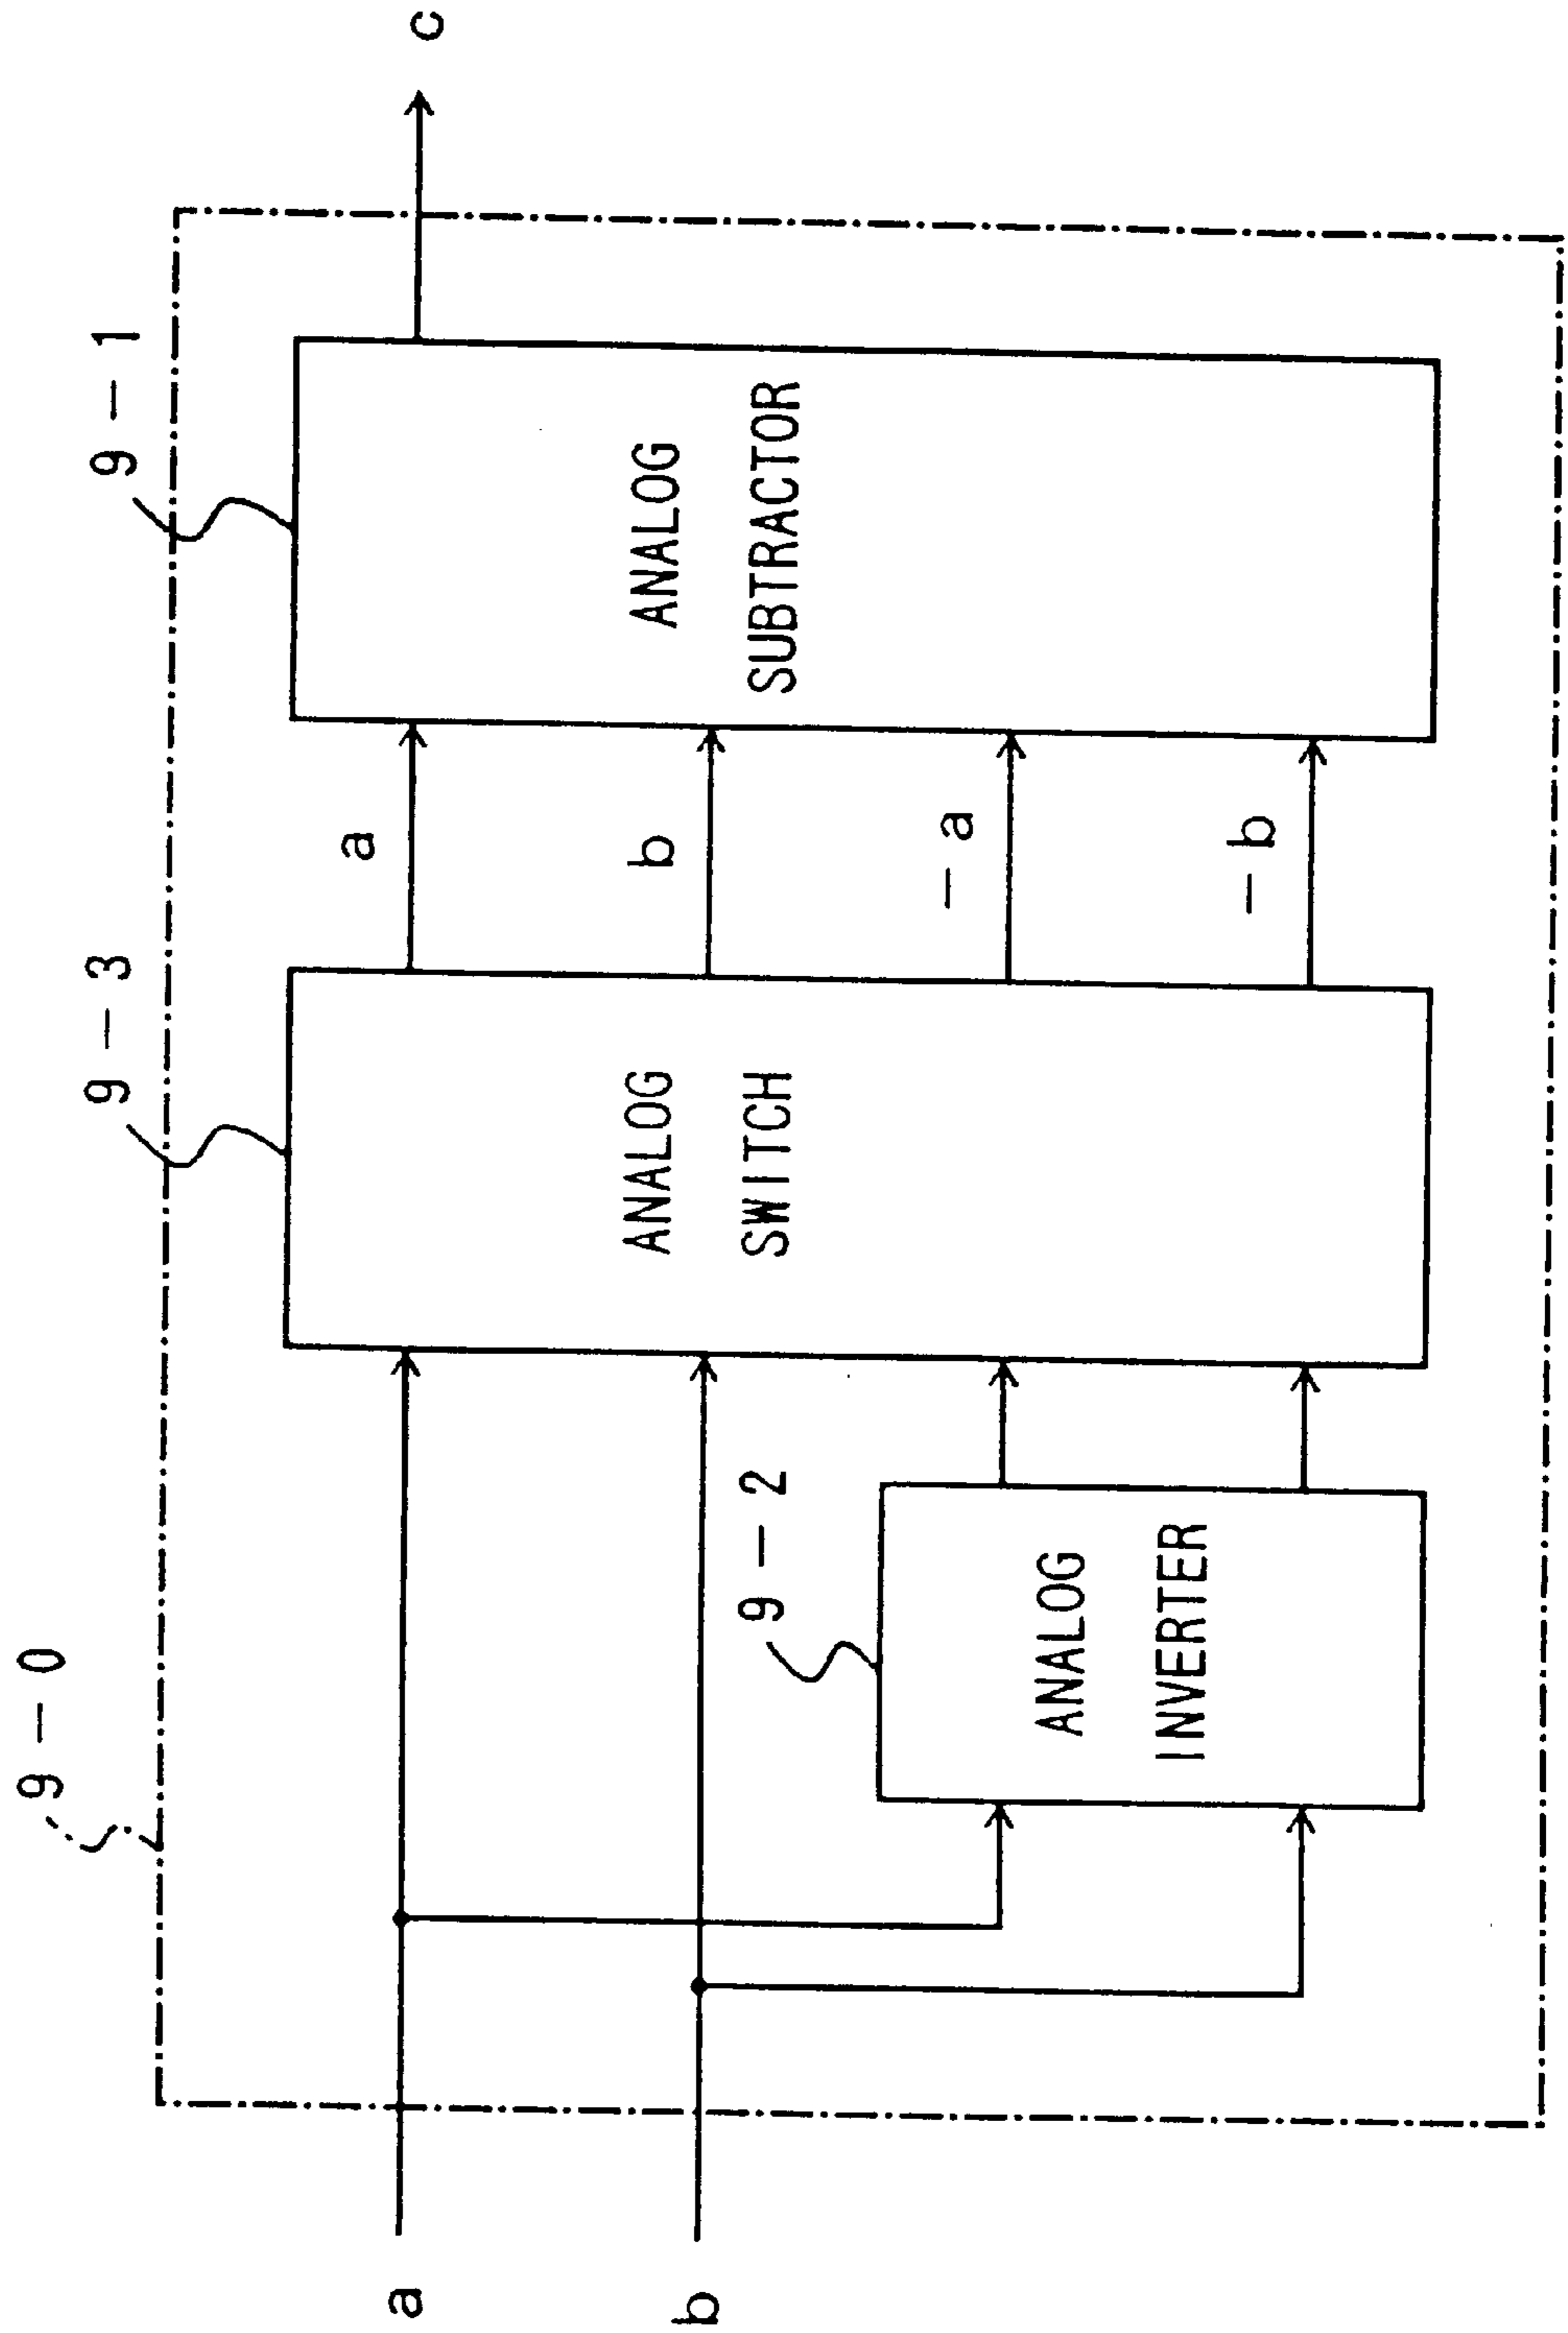 9-0
9-3
9-1
a
b
9-2
ANALOG
INVERTER
ANALOG
SWITCH
a
b
-a
-b
ANALOG
SUBTRACTOR
c